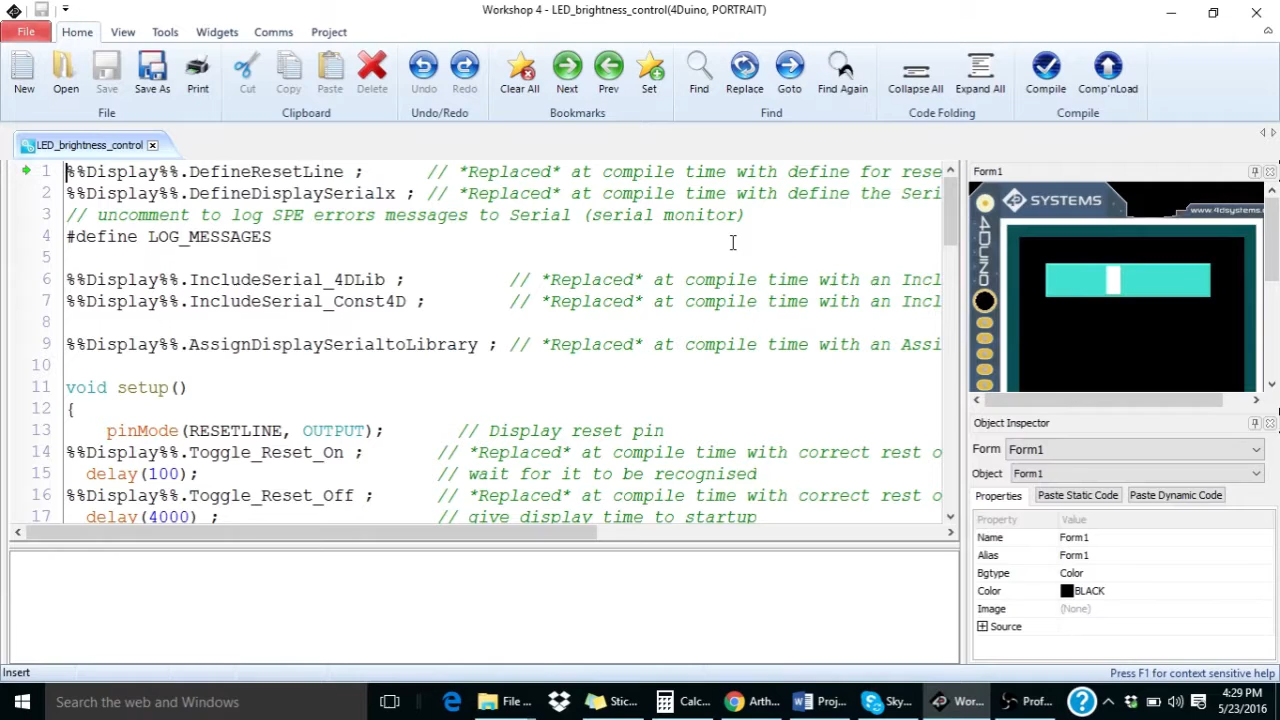 Workshop 4 - LED_brightness_control(4Duino, PORTRAIT)
File Home View Tools Widgets Comms Project
New Open Save Save As Print Cut Copy Paste Delete Undo Redo Clear All Next Prev Set Find Replace Goto Find Again Collapse All Expand All Compile Comp'nLoad
File Clipboard Undo/Redo Bookmarks Find Code Folding Compile
LED_brightness_control
1 %%Display%%.DefineResetLine ; // *Replaced* at compile time with define for rese
2 %%Display%%.DefineDisplaySerialx ; // *Replaced* at compile time with define the Seri
3 // uncomment to log SPE errors messages to Serial (serial monitor)
4 #define LOG_MESSAGES
5
6 %%Display%%.IncludeSerial_4DLib ; // *Replaced* at compile time with an Incl
7 %%Display%%.IncludeSerial_Const4D ; // *Replaced* at compile time with an Incl
8
9 %%Display%%.AssignDisplaySerialtoLibrary ; // *Replaced* at compile time with an Assi
10
11 void setup()
12 {
13 pinMode(RESETLINE, OUTPUT); // Display reset pin
14 %%Display%%.Toggle_Reset_On ; // *Replaced* at compile time with correct rest o
15 delay(100); // wait for it to be recognised
16 %%Display%%.Toggle_Reset_Off ; // *Replaced* at compile time with correct rest o
17 delay(4000) ; // give display time to startup
Form1
4D SYSTEMS
www.4dsystems.
4DUINO
Object Inspector
Form Form1
Object Form1
Properties Paste Static Code Paste Dynamic Code
Property Value
Name Form1
Alias Form1
Bgtype Color
Color BLACK
Image (None)
Source
Insert Press F1 for context sensitive help
Search the web and Windows
File ... Stic... Calc... Arth... Proj... Sky... Wor... Prof...
4:29 PM
5/23/2016